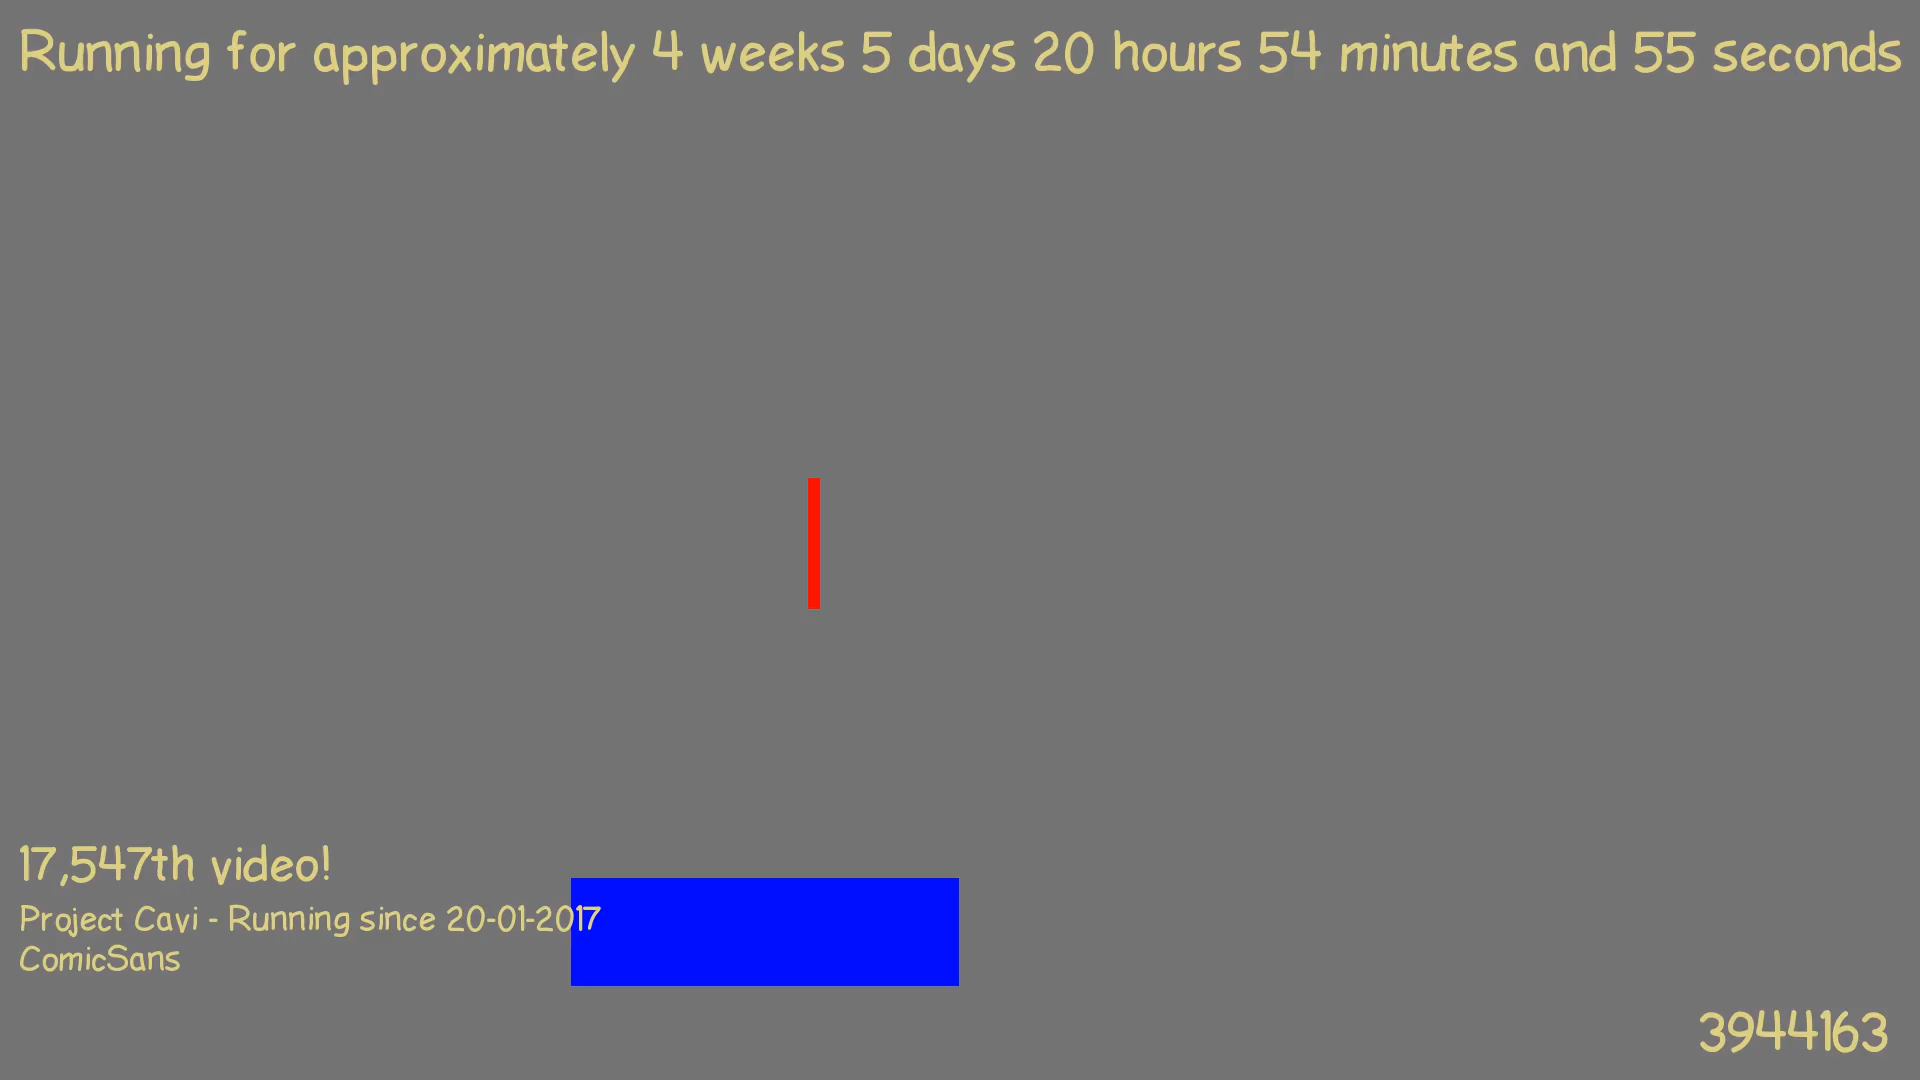 Running for approximately 4 weeks 5 days 20 hours 54 minutes and 55 seconds
17,547th video!
Project Cavi - Running since 20-01-2017
ComicSans
3944163